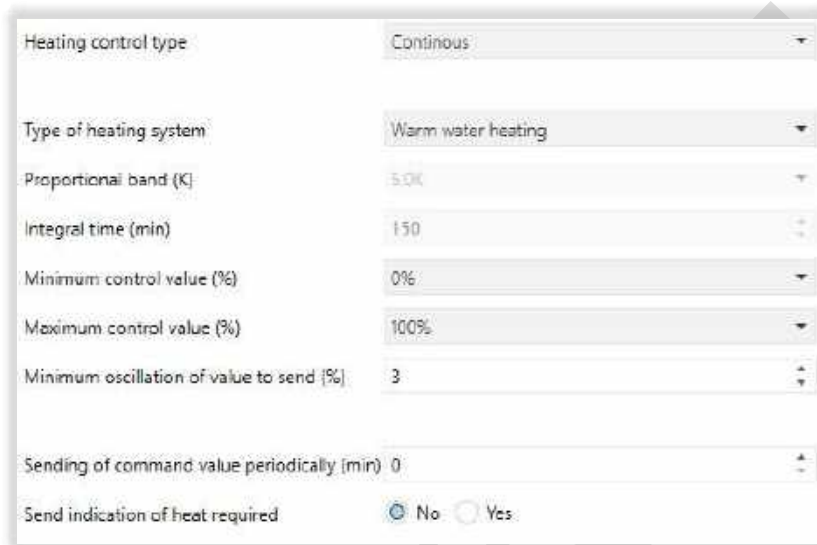 Heating control type Continous
Type of heating system Warm water heating
Proportional band (K) 5.0K
Integral time (min) 150
Minimum control value (%) 0%
Maximum control value (%) 100%
Minimum oscillation of value to send (%) 3
Sending of command value periodically (min) 0
Send indication of heat required No Yes